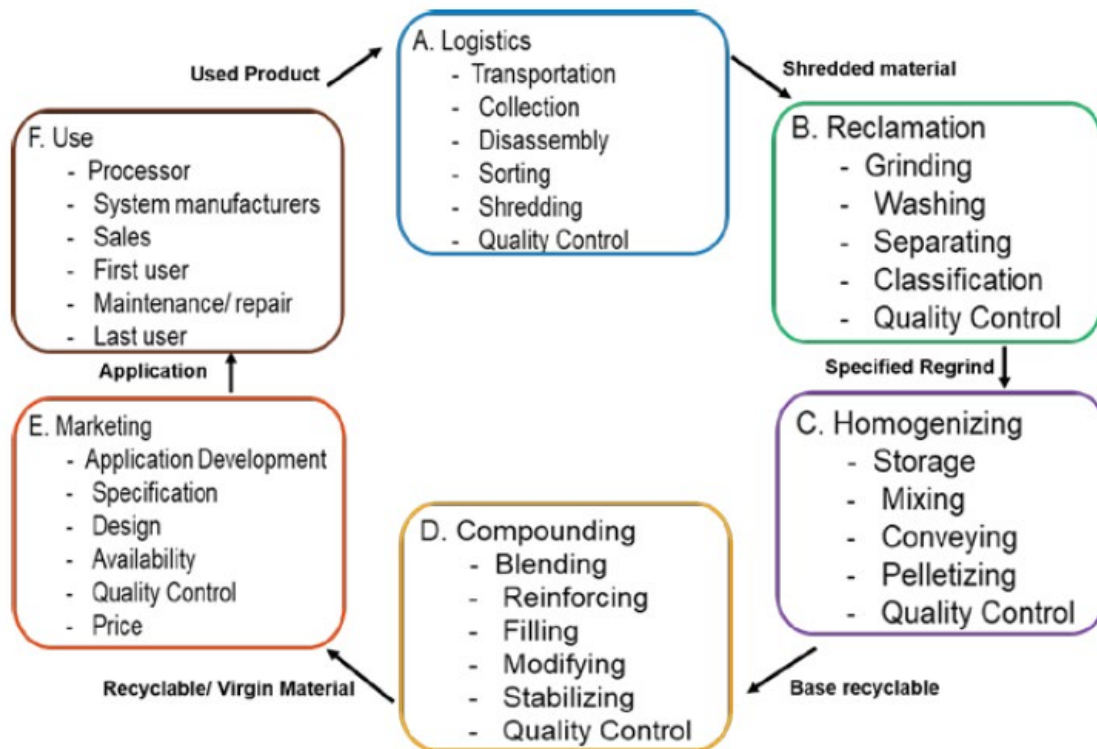 A. Logistics
- Transportation
- Collection
- Disassembly
- Sorting
- Shredding
- Quality Control
Shredded material
B. Reclamation
- Grinding
- Washing
- Separating
- Classification
- Quality Control
Specified Regrind
C. Homogenizing
- Storage
- Mixing
- Conveying
- Pelletizing
- Quality Control
Base recyclable
D. Compounding
- Blending
- Reinforcing
- Filling
- Modifying
- Stabilizing
- Quality Control
Recyclable/ Virgin Material
E. Marketing
- Application Development
- Specification
- Design
- Availability
- Quality Control
- Price
Application
F. Use
- Processor
- System manufacturers
- Sales
- First user
- Maintenance/ repair
- Last user
Used Product